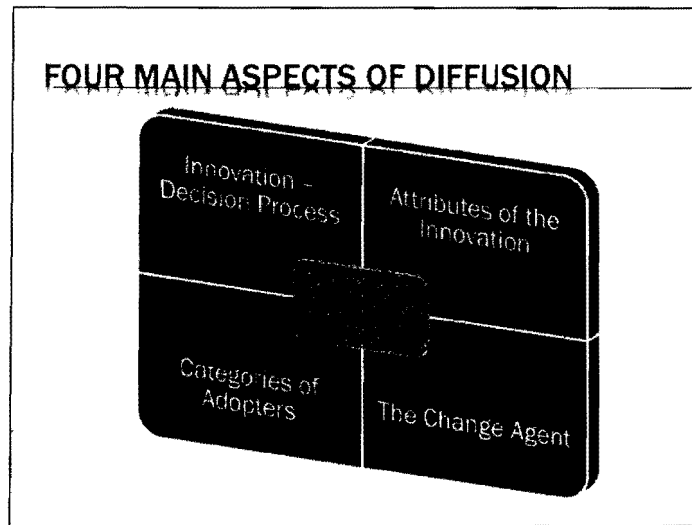 FOUR MAIN ASPECTS OF DIFFUSION
Innovation –
Decision Process
Attributes of the
Innovation
Categories of
Adopters
The Change Agent